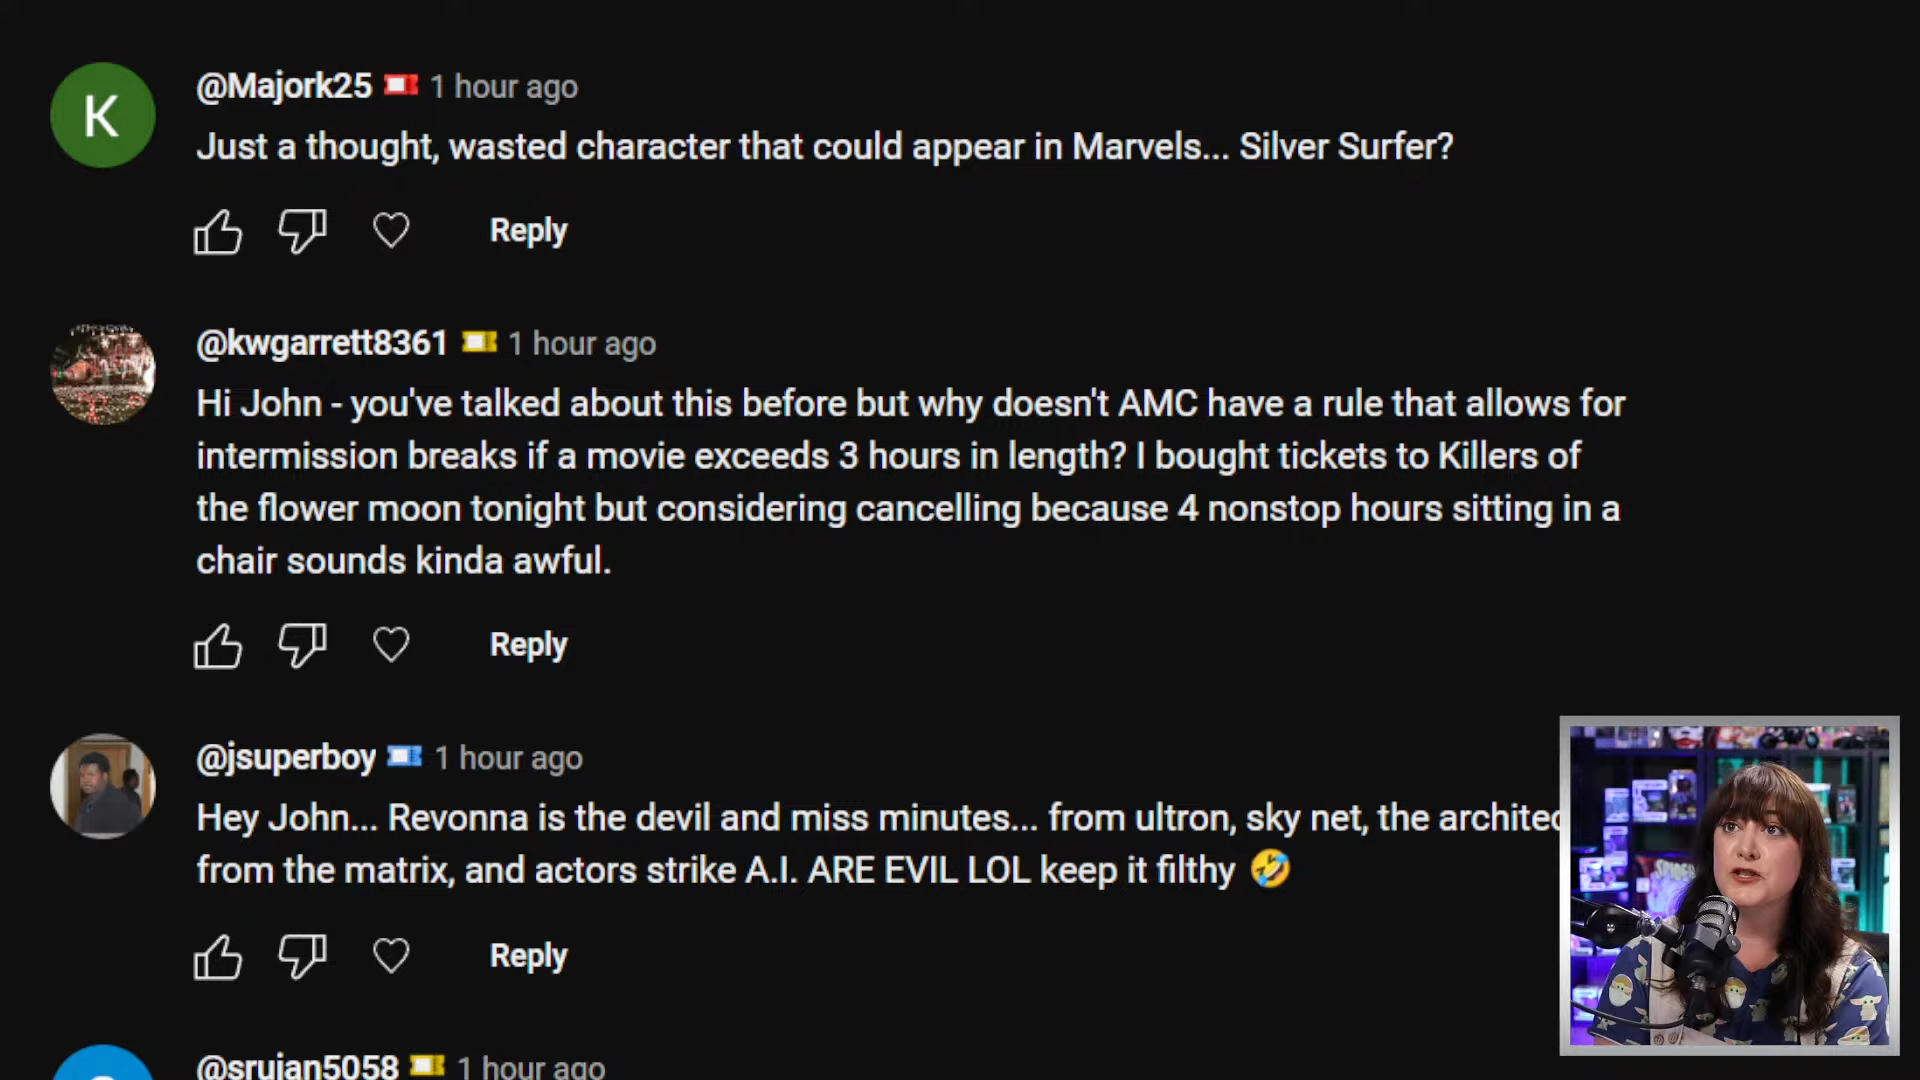 K
@Majork25 1 hour ago
Just a thought, wasted character that could appear in Marvels... Silver Surfer?
Reply
@kwgarrett8361 1 hour ago
Hi John - you've talked about this before but why doesn't AMC have a rule that allows for
intermission breaks if a movie exceeds 3 hours in length? I bought tickets to Killers of
the flower moon tonight but considering cancelling because 4 nonstop hours sitting in a
chair sounds kinda awful.
Reply
@jsuperboy 1 hour ago
Hey John... Revonna is the devil and miss minutes... from ultron, sky net, the architec
from the matrix, and actors strike A.I. ARE EVIL LOL keep it filthy 🤣
Reply
@srujan5058 1 hour ago